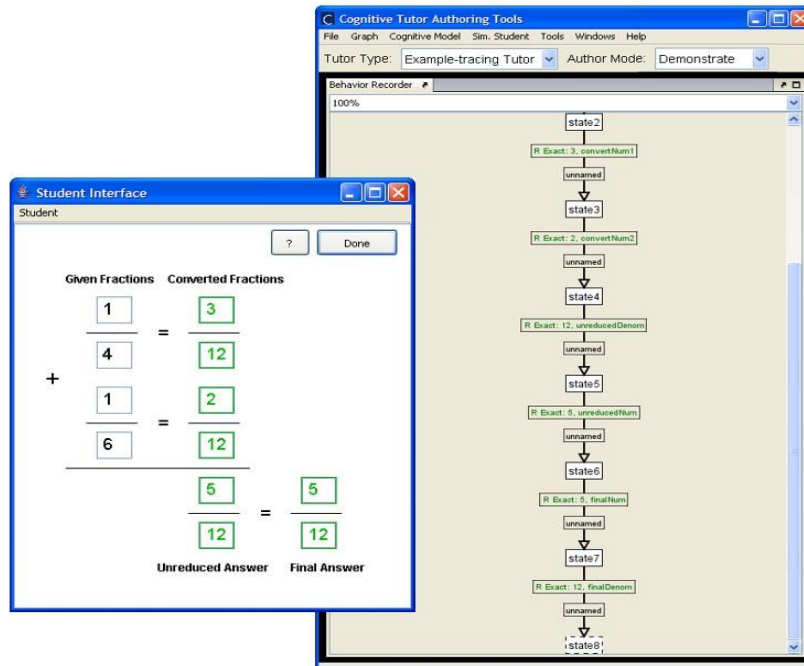 Cognitive Tutor Authoring Tools
File Graph Cognitive Model Sim. Student Tools Windows Help
Tutor Type: Example-tracing Tutor Author Mode: Demonstrate
Behavior Recorder
100%
state2
R Exact: 3, convertNum1
unnamed
state3
R Exact: 2, convertNum2
unnamed
state4
R Exact: 12, unreducedDenom
unnamed
state5
R Exact: 5, unreducedNum
unnamed
state6
R Exact: 5, finalNum
unnamed
state7
R Exact: 12, finalDenom
unnamed
state8
Student Interface
Student
? Done
Given Fractions Converted Fractions
1 3
=
4 12
+
1 2
=
6 12
5 5
=
12 12
Unreduced Answer Final Answer